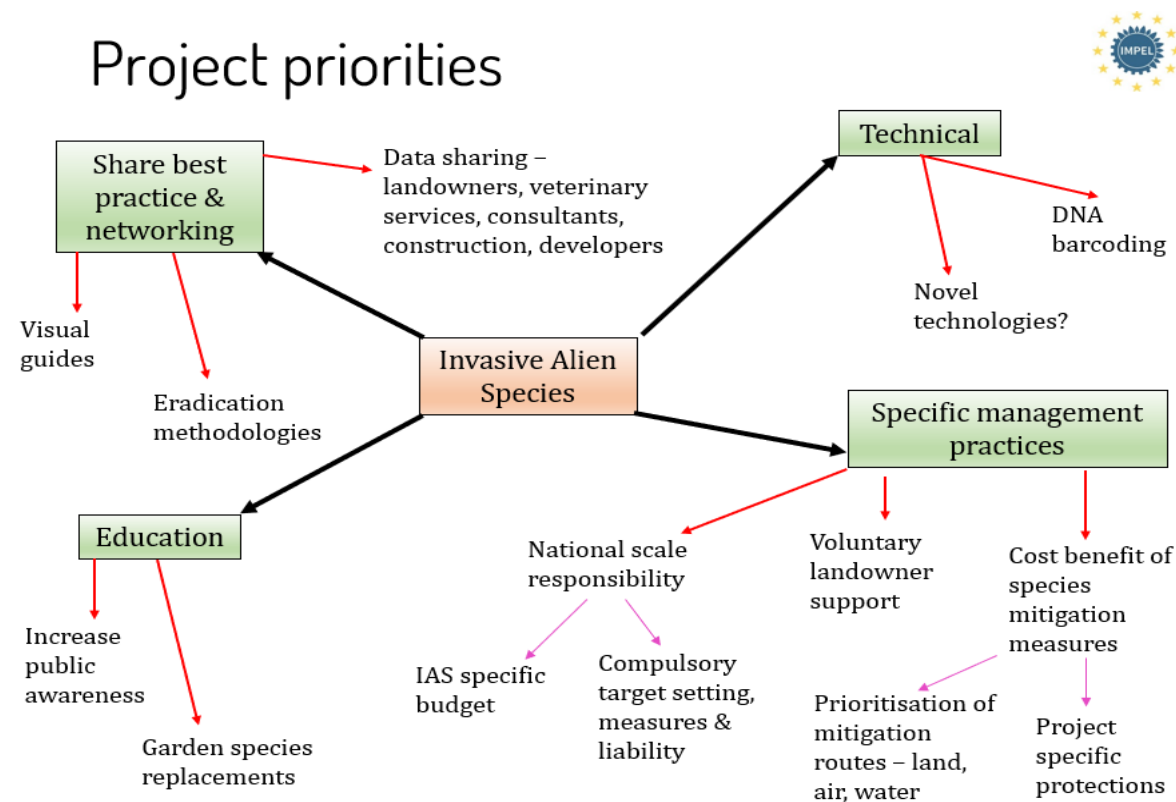 Project priorities
IMPEL
Share best
practice &
networking
Data sharing –
landowners, veterinary
services, consultants,
construction, developers
Visual
guides
Eradication
methodologies
Technical
DNA
barcoding
Novel
technologies?
Invasive Alien
Species
Specific management
practices
National scale
responsibility
IAS specific
budget
Compulsory
target setting,
measures &
liability
Voluntary
landowner
support
Cost benefit of
species
mitigation
measures
Prioritisation of
mitigation
routes – land,
air, water
Project
specific
protections
Education
Increase
public
awareness
Garden species
replacements